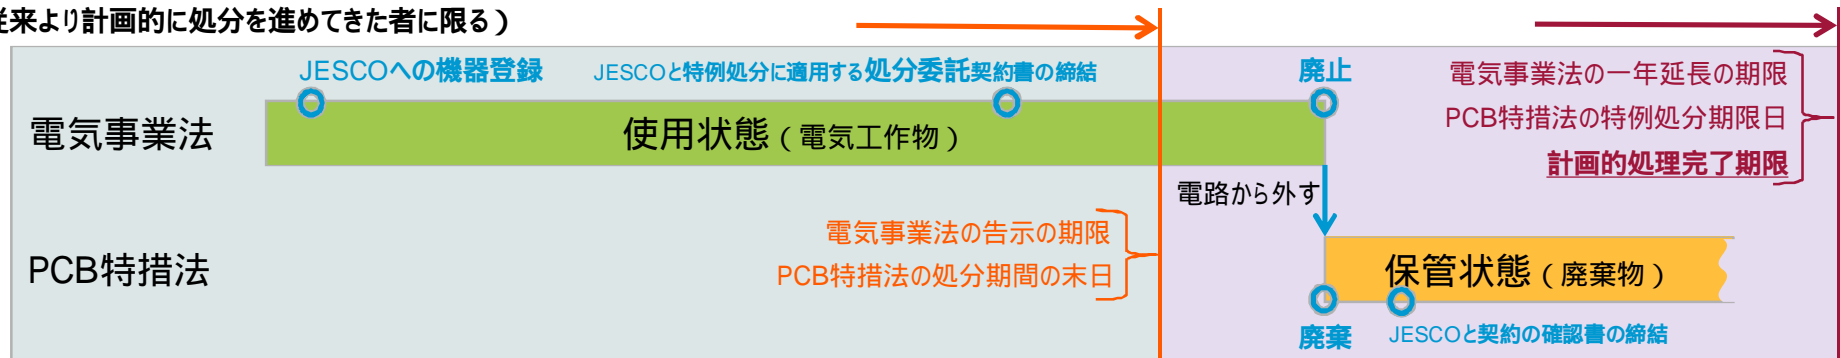 従来より計画的に処分を進めてきた者に限る）
JESCOへの機器登録
JESCOと特例処分に適用する処分委託契約書の締結
廃止
電気事業法の一年延長の期限
PCB特措法の特例処分期限日
計画的処理完了期限
電気事業法
使用状態（電気工作物）
電路から外す
電気事業法の告示の期限
PCB特措法の処分期間の末日
PCB特措法
保管状態（廃棄物）
廃棄
JESCOと契約の確認書の締結